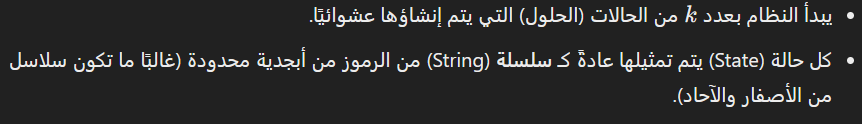 • يبدأ النظام بعدد k من الحالات (الحلول) التي يتم إنشاؤها عشوائيًا.
• كل حالة (State) يتم تمثيلها عادةً كـ سلسلة (String) من الرموز من أبجدية محدودة (غالبًا ما تكون سلاسل
من الأصفار والآحاد).